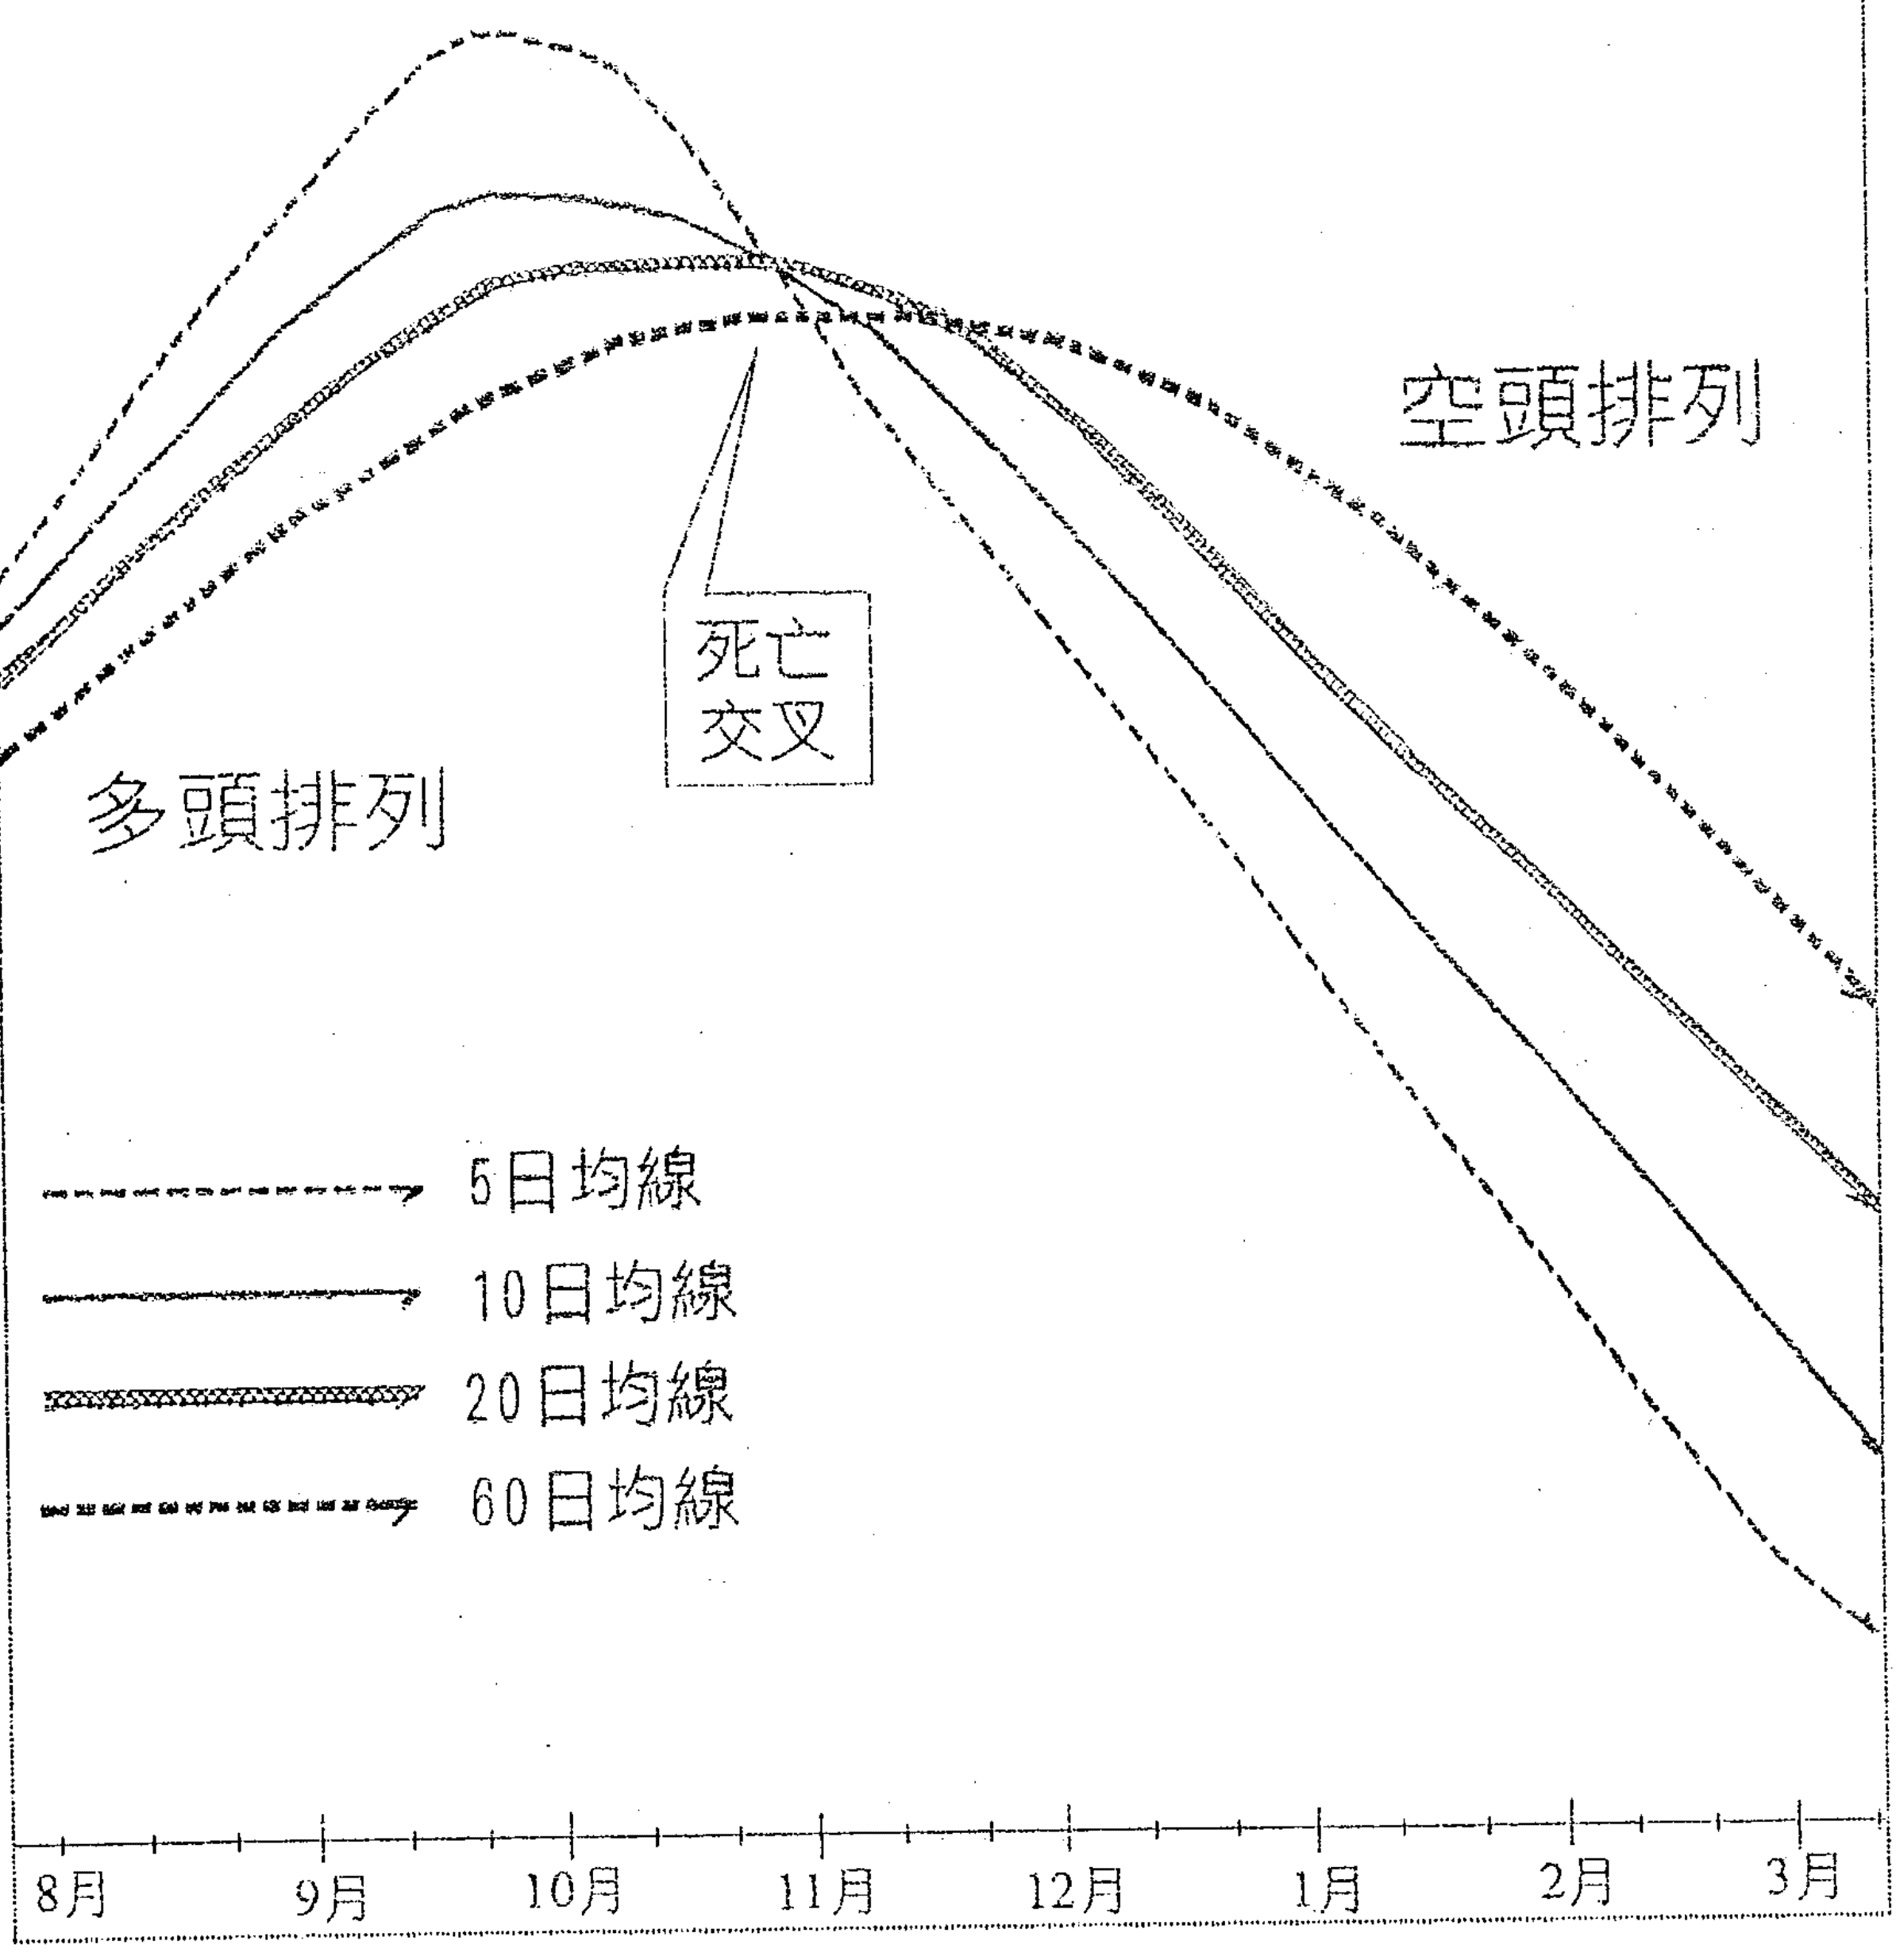 空頭排列
死亡
交叉
多頭排列
5日均線
10日均線
20日均線
60日均線
8月 9月 10月 11月 12月 1月 2月 3月